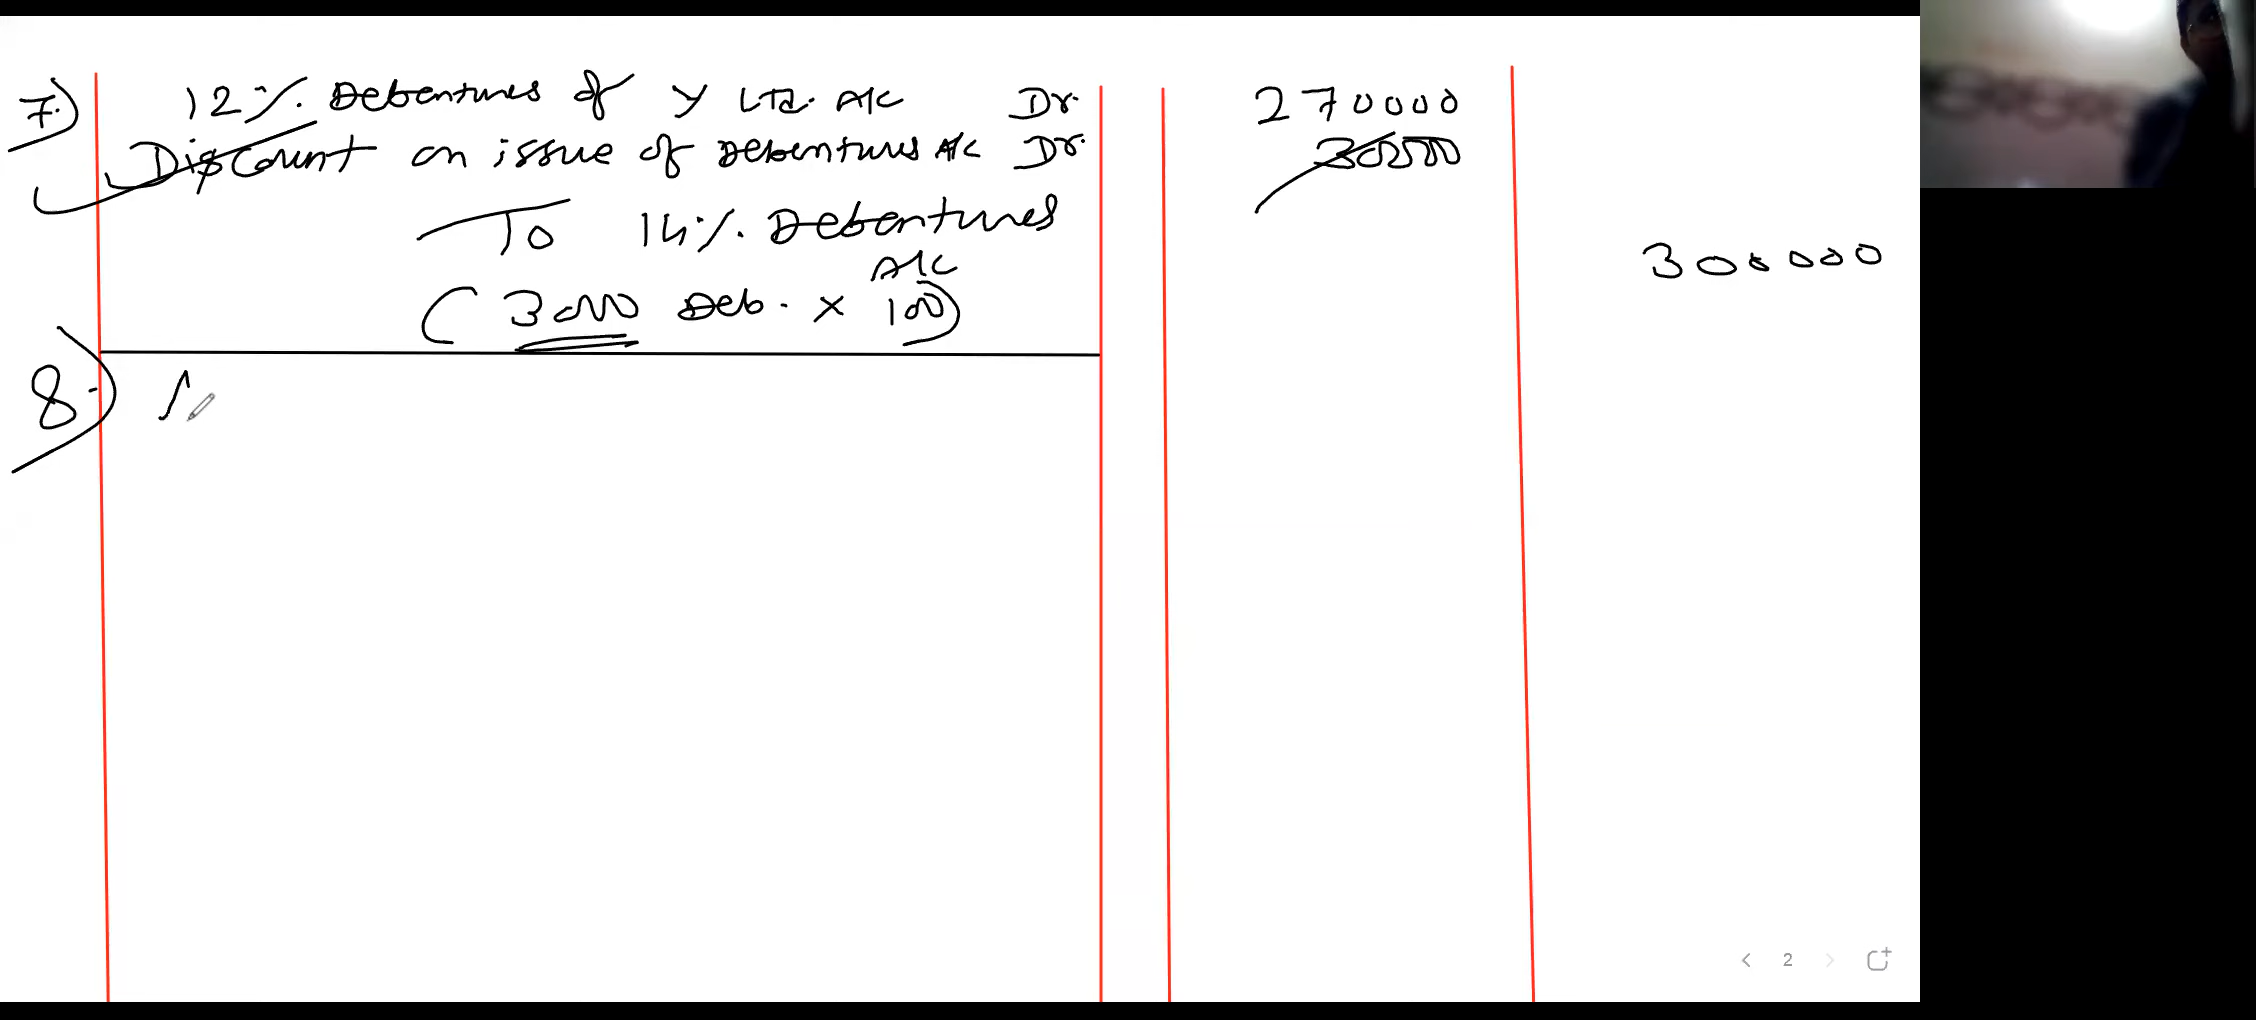 7.) 12%. Debentures of Y LTD. A/c Dr. 270000
Discount on issue of Debentures A/c Dr. 30000
To 14%. Debentures A/c 300000
(3000 Deb. x 100)
8.)
2